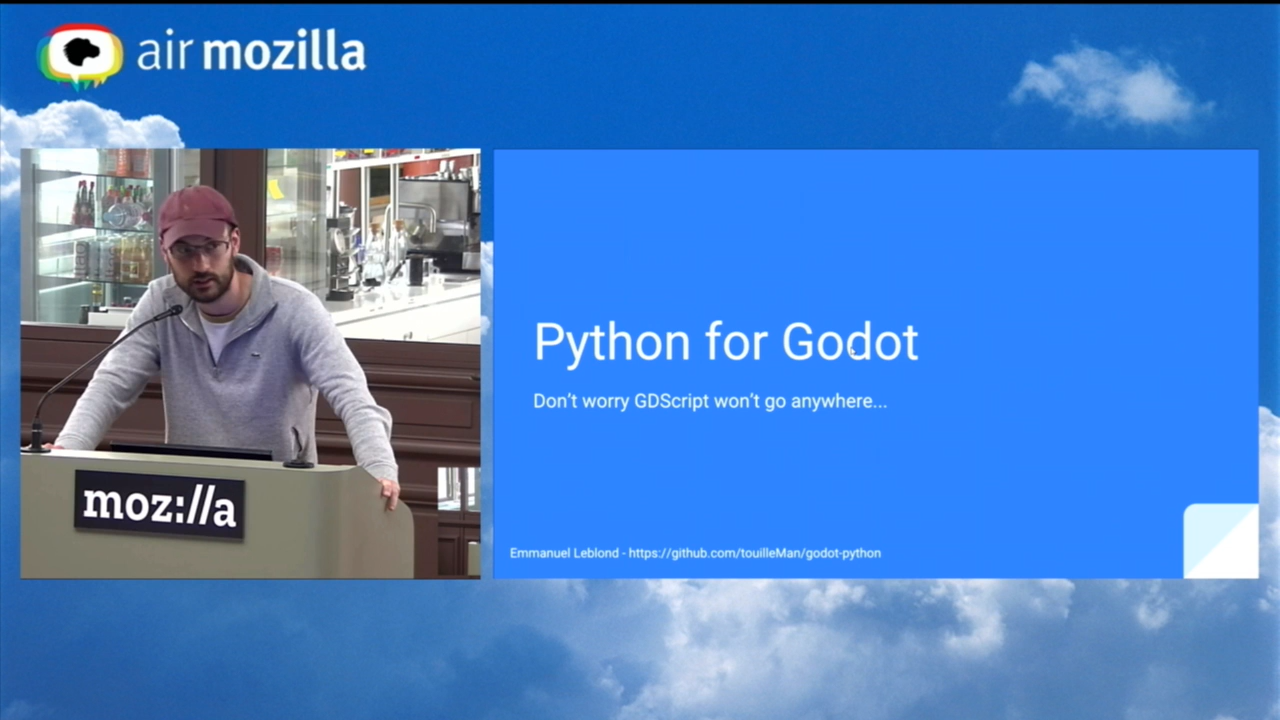 air mozilla
moz://a
Python for Godot
Don't worry GDScript won't go anywhere...
Emmanuel Leblond - https://github.com/touilleMan/godot-python